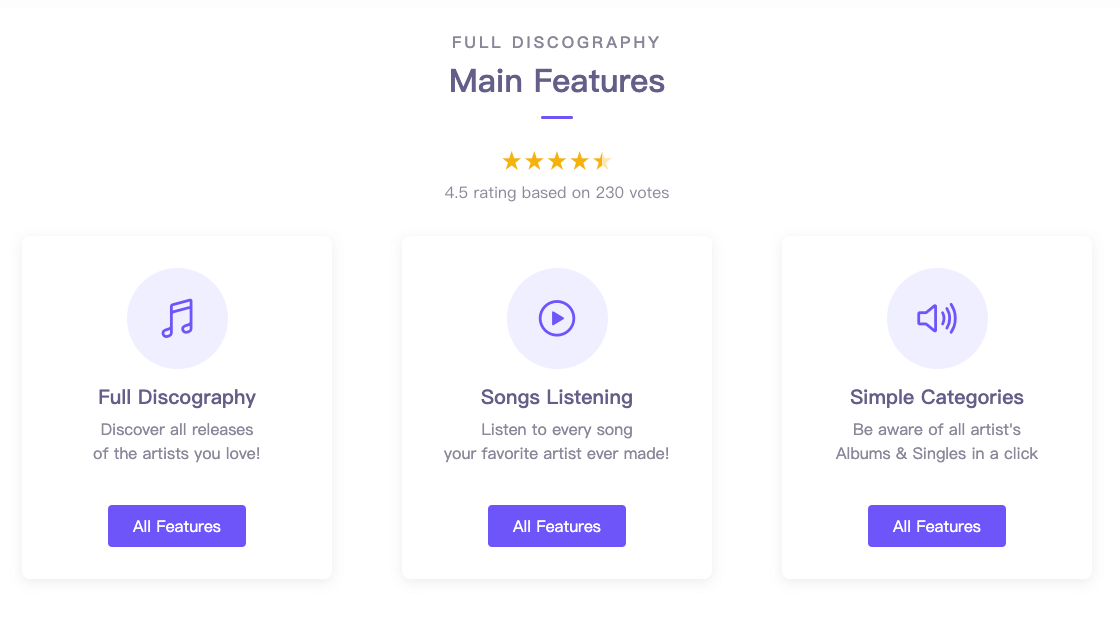 FULL DISCOGRAPHY
Main Features
4.5 rating based on 230 votes
Full Discography
Discover all releases
of the artists you love!
All Features
Songs Listening
Listen to every song
your favorite artist ever made!
All Features
Simple Categories
Be aware of all artist's
Albums & Singles in a click
All Features